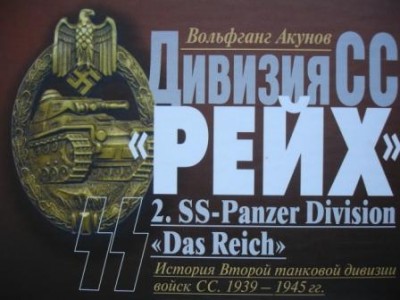 Вольфганг Акунов
Дивизия СС
«РЕЙХ»
2. SS-Panzer Division
«Das Reich»
История Второй танковой дивизии
войск СС. 1939 – 1945 гг.